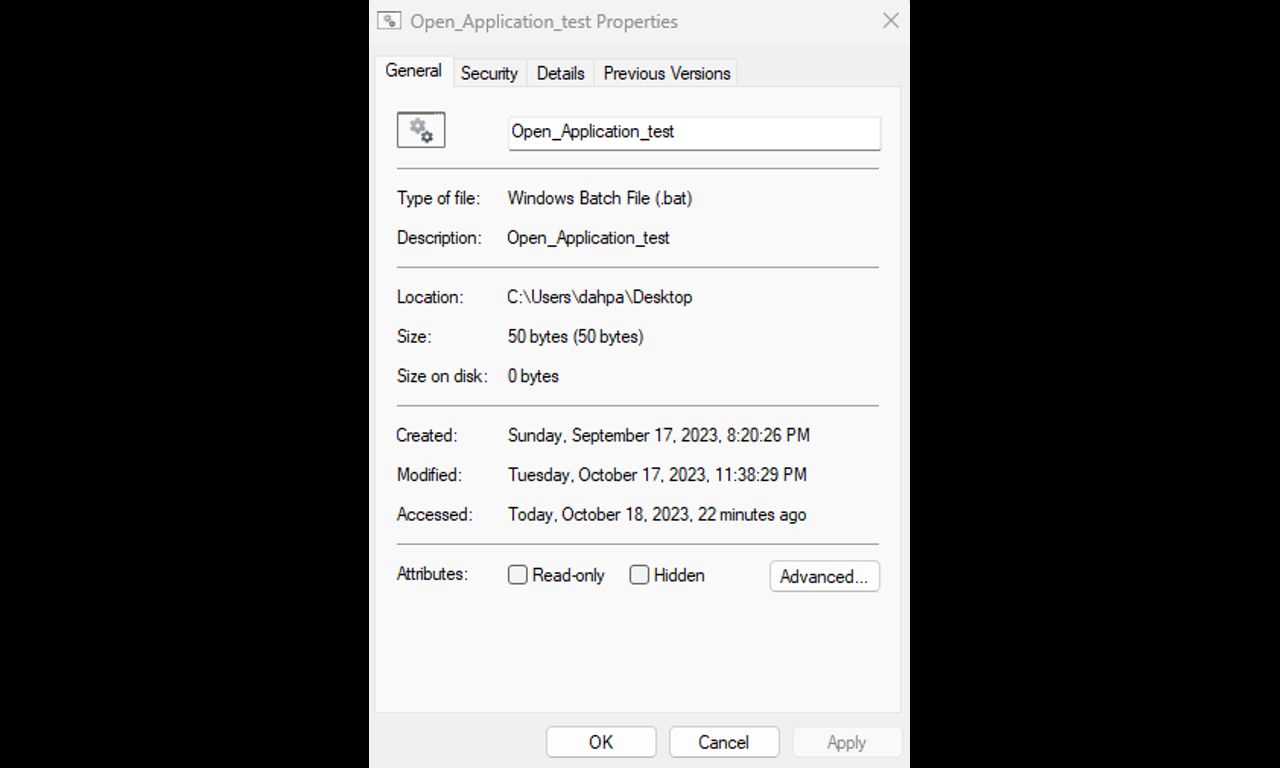 Open_Application_test Properties
General Security Details Previous Versions
Open_Application_test
Type of file: Windows Batch File (.bat)
Description: Open_Application_test
Location: C:\Users\dahpa\Desktop
Size: 50 bytes (50 bytes)
Size on disk: 0 bytes
Created: Sunday, September 17, 2023, 8:20:26 PM
Modified: Tuesday, October 17, 2023, 11:38:29 PM
Accessed: Today, October 18, 2023, 22 minutes ago
Attributes: Read-only Hidden Advanced...
OK Cancel Apply